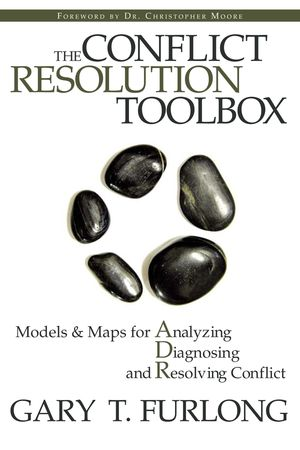 FOREWORD BY DR. CHRISTOPHER MOORE
THE CONFLICT
RESOLUTION
TOOLBOX
Models & Maps for Analyzing
Diagnosing
and Resolving Conflict
GARY T. FURLONG